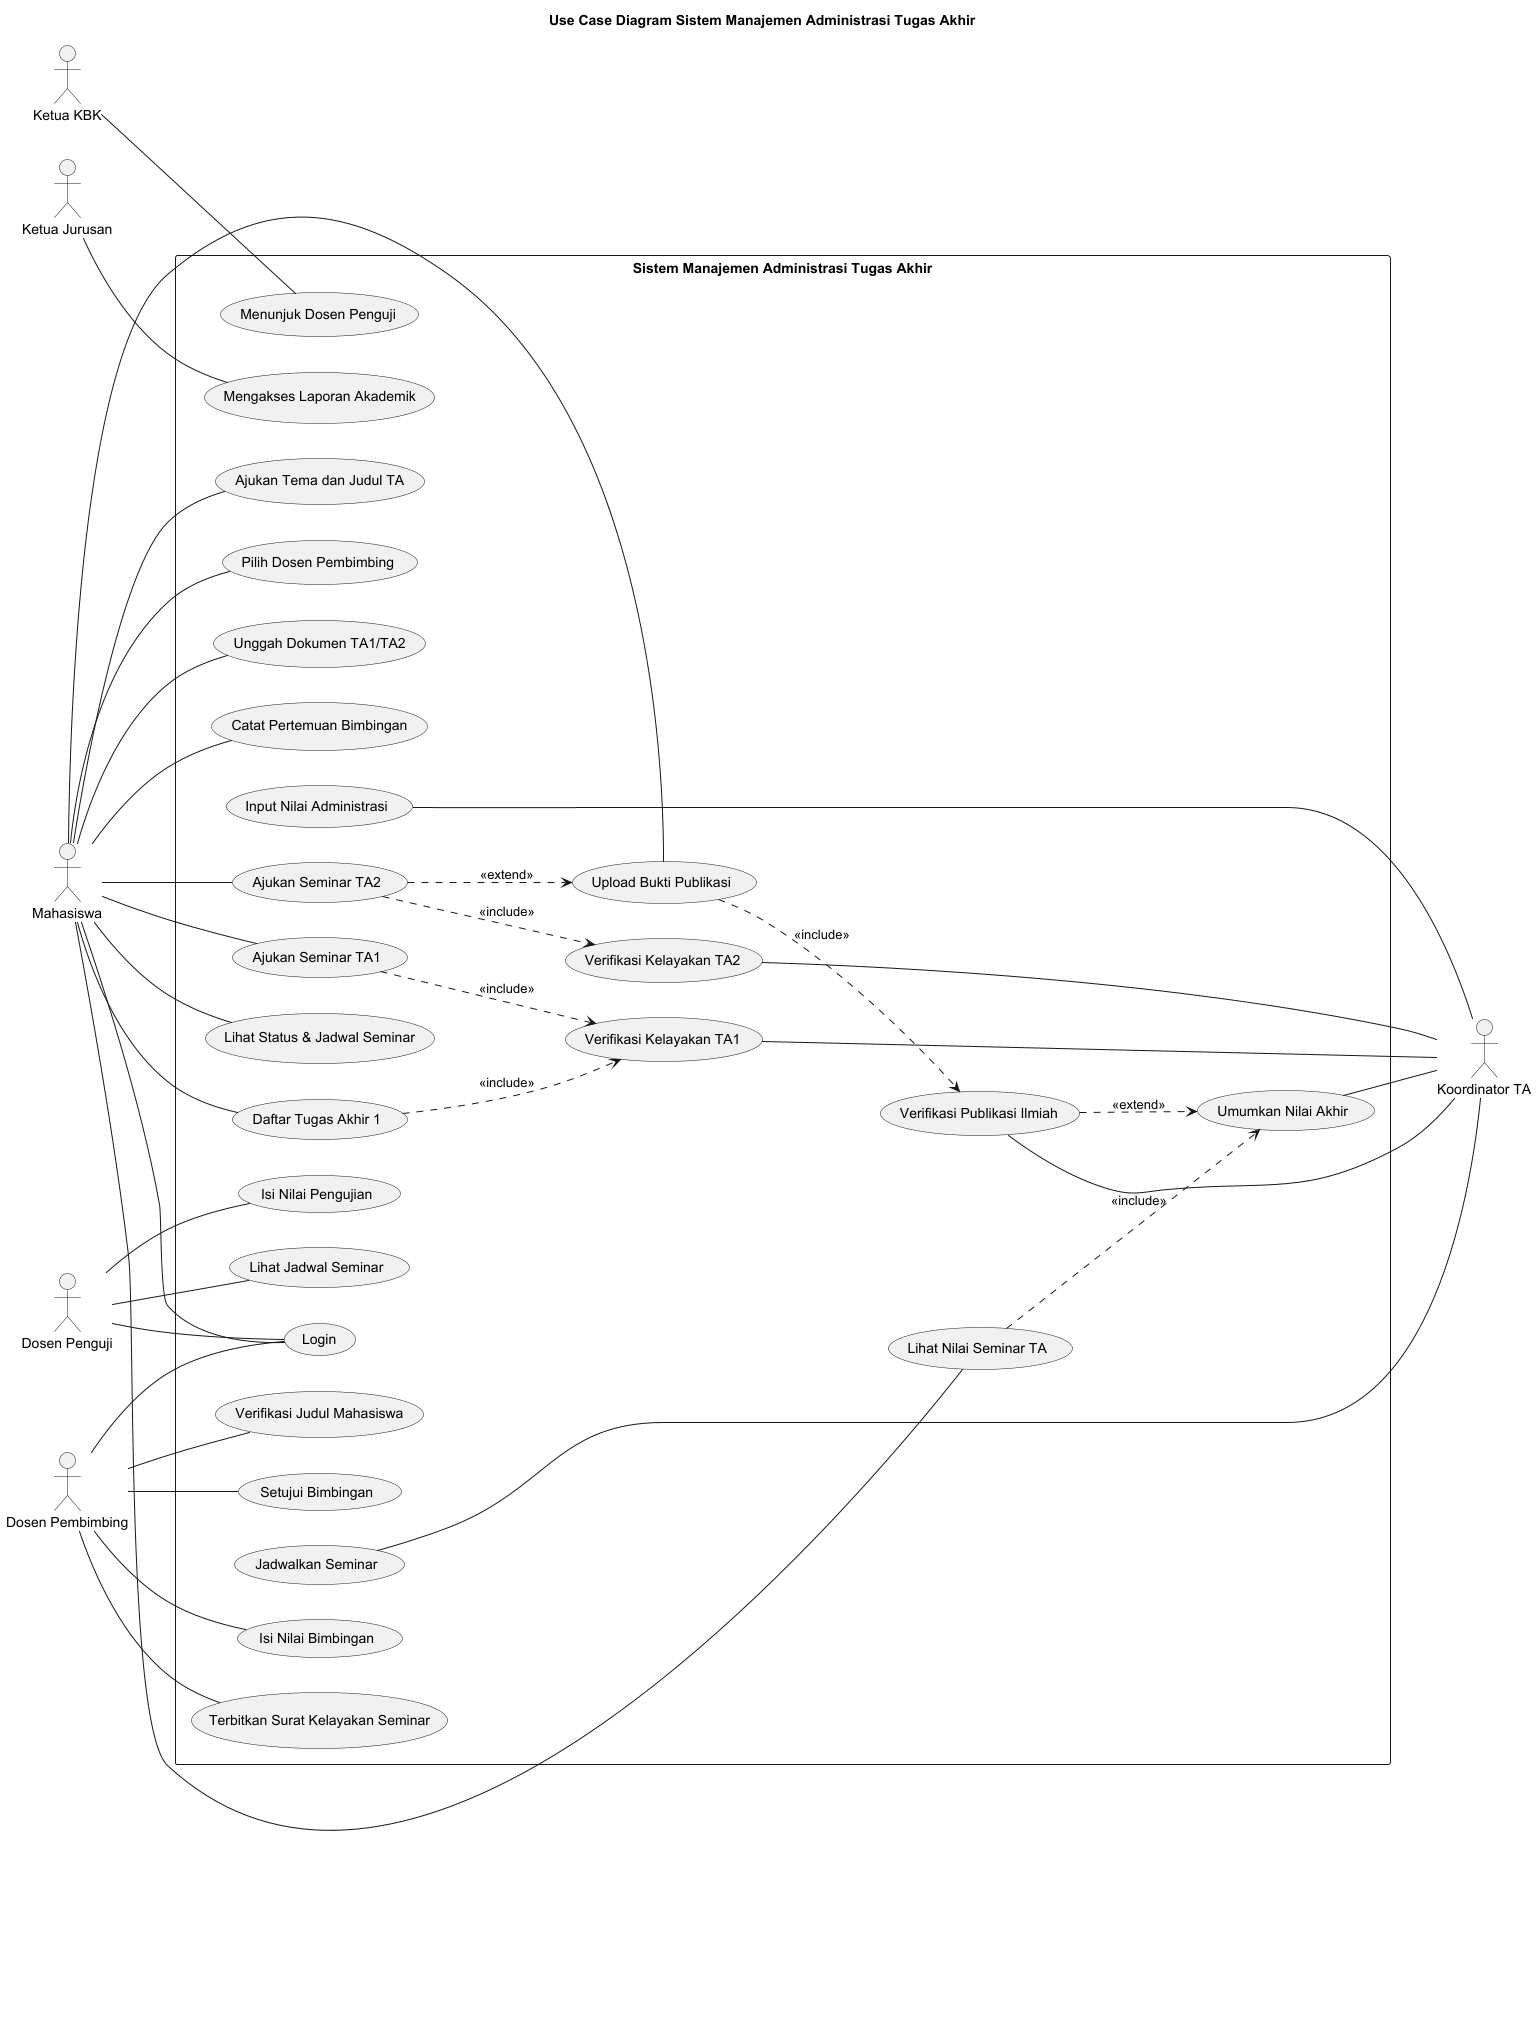 Use Case Diagram Sistem Manajemen Administrasi Tugas Akhir
Ketua KBK
Ketua Jurusan
Sistem Manajemen Administrasi Tugas Akhir
Menunjuk Dosen Penguji
Mengakses Laporan Akademik
Ajukan Tema dan Judul TA
Pilih Dosen Pembimbing
Unggah Dokumen TA1/TA2
Catat Pertemuan Bimbingan
Input Nilai Administrasi
Ajukan Seminar TA2
«extend»
Upload Bukti Publikasi
Mahasiswa
«include»
«include»
Ajukan Seminar TA1
Verifikasi Kelayakan TA2
«include»
Lihat Status & Jadwal Seminar
Verifikasi Kelayakan TA1
«include»
Koordinator TA
Daftar Tugas Akhir 1
Verifikasi Publikasi Ilmiah
«extend»
Umumkan Nilai Akhir
Isi Nilai Pengujian
«include»
Lihat Jadwal Seminar
Dosen Penguji
Login
Lihat Nilai Seminar TA
Verifikasi Judul Mahasiswa
Setujui Bimbingan
Dosen Pembimbing
Jadwalkan Seminar
Isi Nilai Bimbingan
Terbitkan Surat Kelayakan Seminar